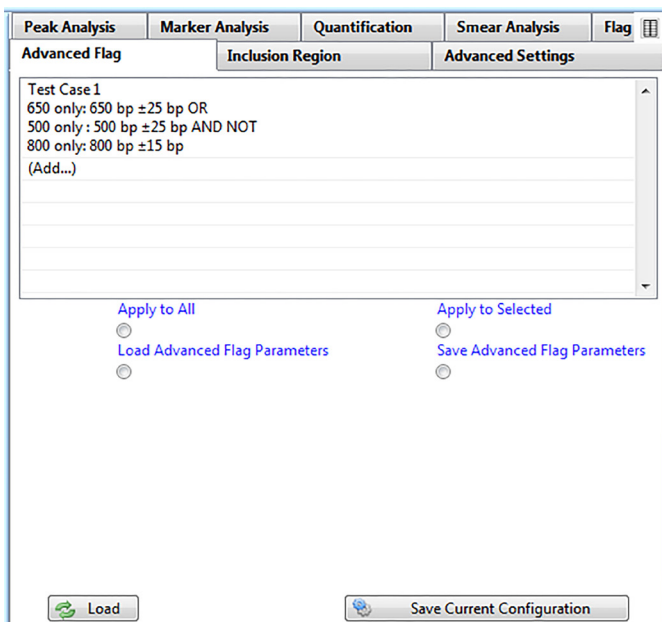 Peak Analysis Marker Analysis Quantification Smear Analysis Flag
Advanced Flag Inclusion Region Advanced Settings
Test Case 1
650 only: 650 bp ±25 bp OR
500 only : 500 bp ±25 bp AND NOT
800 only: 800 bp ±15 bp
(Add...)
Apply to All Apply to Selected
Load Advanced Flag Parameters Save Advanced Flag Parameters
Load Save Current Configuration